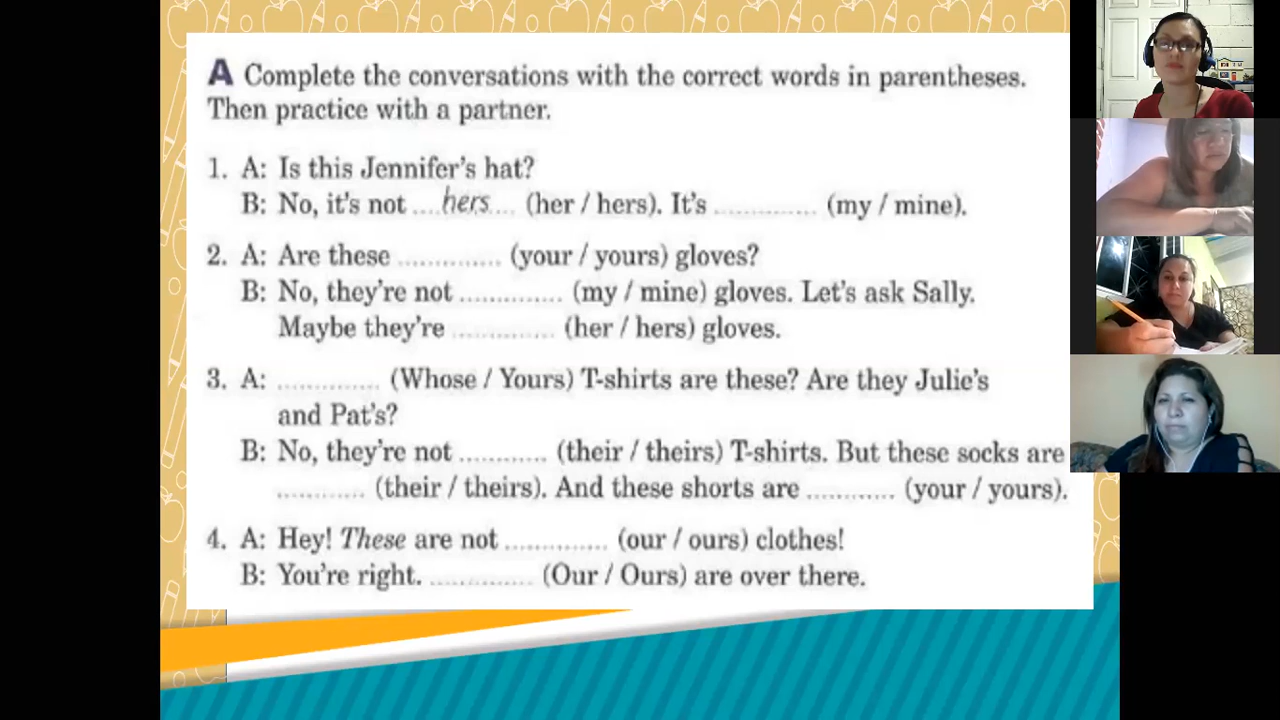 A Complete the conversations with the correct words in parentheses.
Then practice with a partner.
1. A: Is this Jennifer's hat?
B: No, it's not ....hers.... (her / hers). It's .............. (my / mine).
2. A: Are these .............. (your / yours) gloves?
B: No, they're not .............. (my / mine) gloves. Let's ask Sally.
Maybe they're .............. (her / hers) gloves.
3. A: .............. (Whose / Yours) T-shirts are these? Are they Julie's
and Pat's?
B: No, they're not ............ (their / theirs) T-shirts. But these socks are
............ (their / theirs). And these shorts are ............ (your / yours).
4. A: Hey! These are not .............. (our / ours) clothes!
B: You're right. .............. (Our / Ours) are over there.